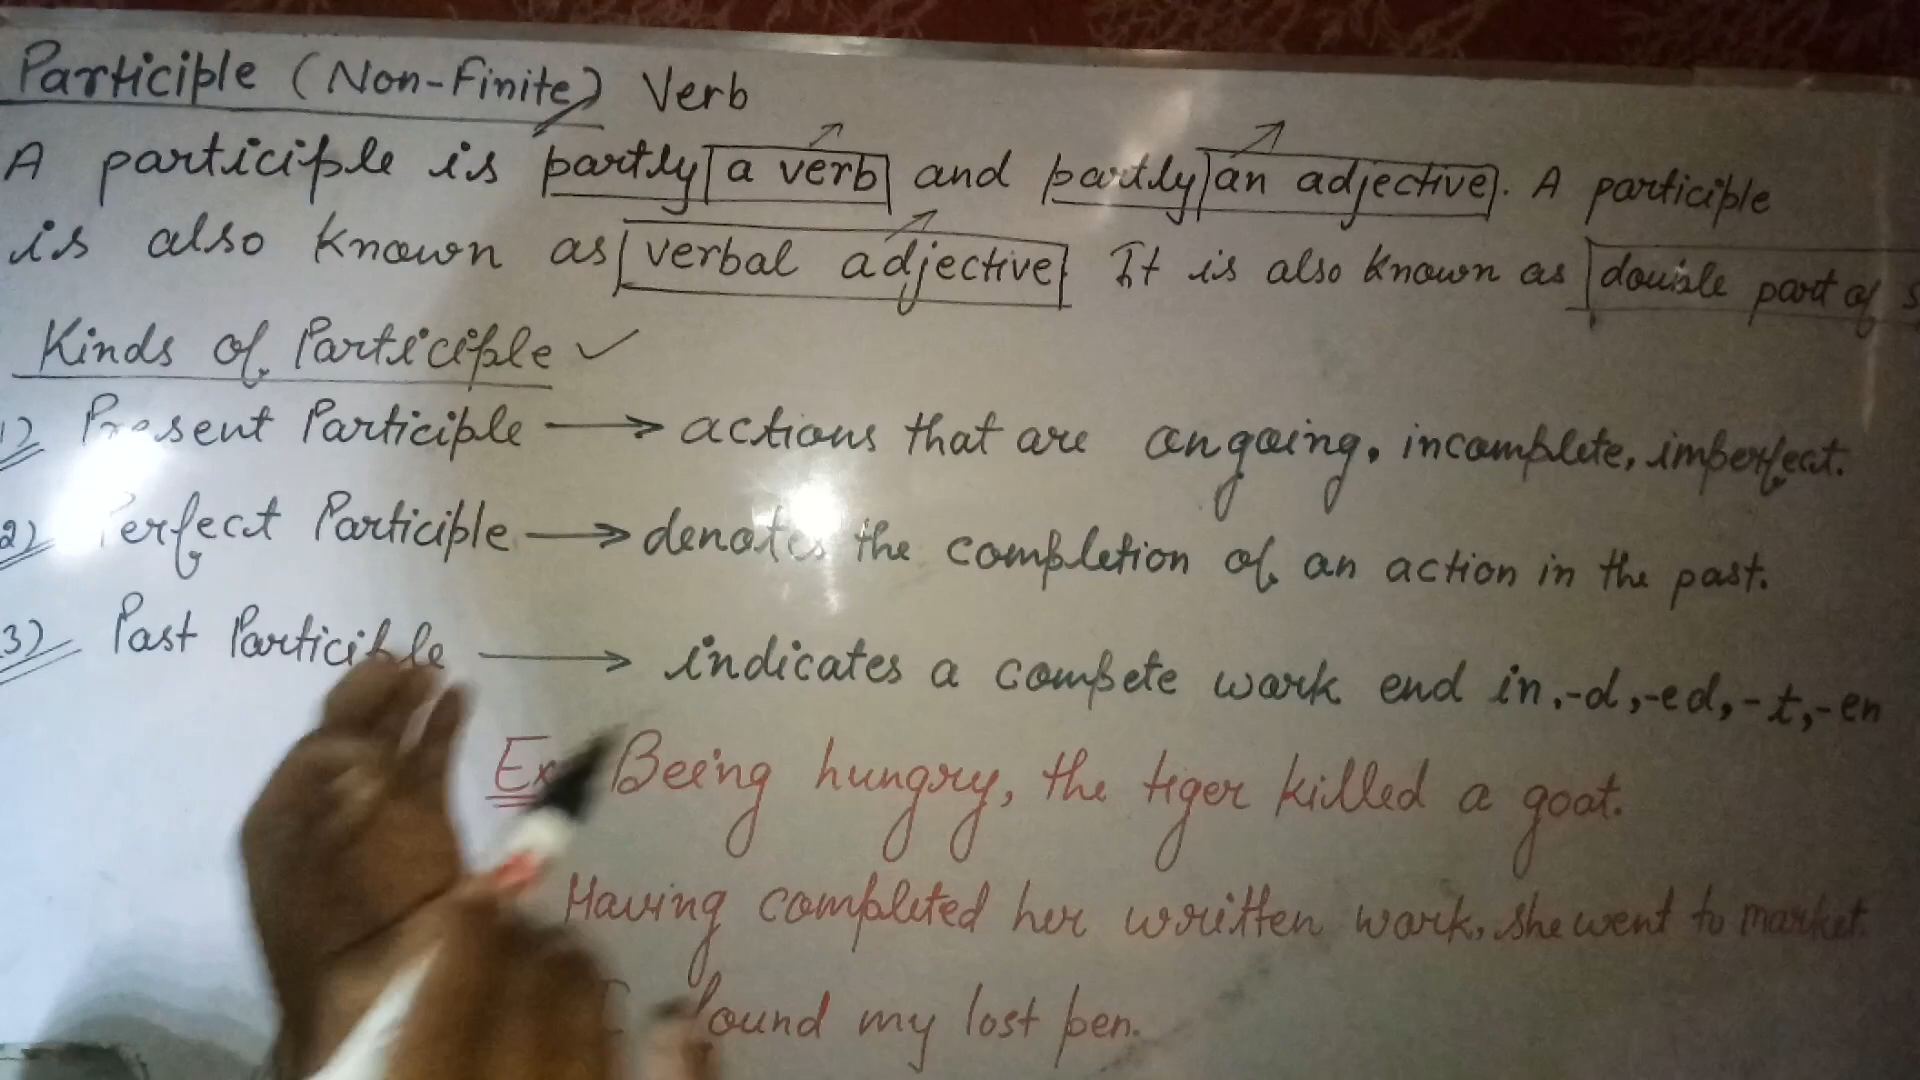 Participle (Non-Finite) Verb
A participle is partly a verb and partly an adjective. A participle
is also known as verbal adjective It is also known as double part of
Kinds of Participle ✓
1) Present Participle → actions that are ongoing, incomplete, imperfect.
2) Perfect Participle → denotes the completion of an action in the past.
3) Past Participle → indicates a compete work end in, -d, -ed, -t, -en
Ex Being hungry, the tiger killed a goat.
Having completed her written work, she went to market.
I found my lost pen.